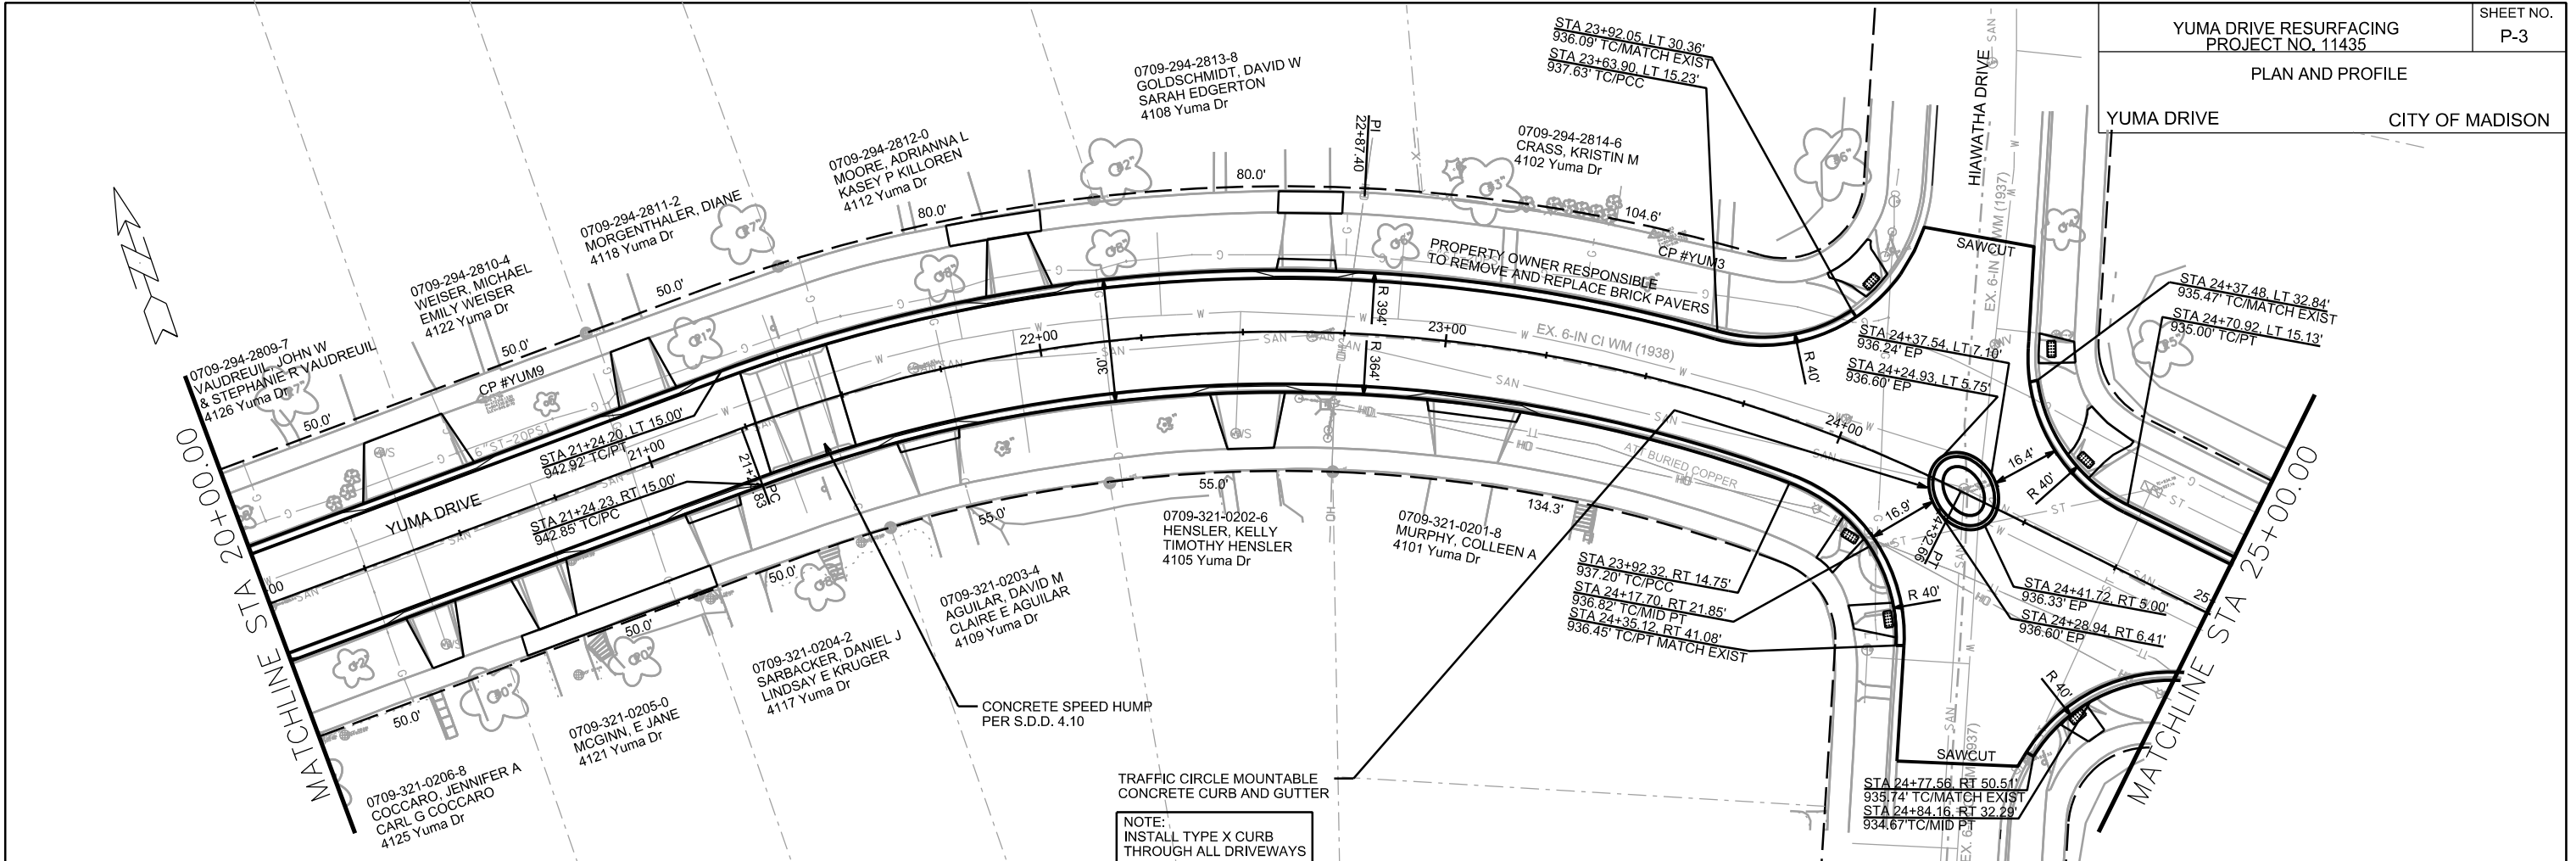 YUMA DRIVE RESURFACING
PROJECT NO. 11435
SHEET NO.
P-3
PLAN AND PROFILE
YUMA DRIVE
CITY OF MADISON
0709-294-2809-7
VAUDREUIL, JOHN W
& STEPHANIE R VAUDREUIL
4126 Yuma Dr
0709-294-2810-4
WEISER, MICHAEL
EMILY WEISER
4122 Yuma Dr
0709-294-2811-2
MORGENTHALER, DIANE
4118 Yuma Dr
0709-294-2812-0
MOORE, ADRIANNA L
KASEY P KILLOREN
4112 Yuma Dr
0709-294-2813-8
GOLDSCHMIDT, DAVID W
SARAH EDGERTON
4108 Yuma Dr
0709-294-2814-6
CRASS, KRISTIN M
4102 Yuma Dr
STA 23+92.05, LT 30.36'
936.09' TC/MATCH EXIST
STA 23+63.90, LT 15.23'
937.63' TC/PCC
HIAWATHA DRIVE
SAN
W
50.0'
50.0'
50.0'
80.0'
80.0'
104.6'
PI
22+87.40
CP #YUM9
CP #YUM3
PROPERTY OWNER RESPONSIBLE
TO REMOVE AND REPLACE BRICK PAVERS
SAWCUT
EX. 6-IN CI WM (1937)
EX. 6-IN CI WM (1938)
6"ST-20PSI
STA 21+24.20, LT 15.00'
942.92' TC/PT
21+00
22+00
23+00
24+00
STA 21+24.23, RT 15.00'
942.85' TC/PC
PC
YUMA DRIVE
30'
R 394'
R 364'
R 40'
STA 24+37.54, LT 7.10'
936.24' EP
STA 24+24.93, LT 5.75'
936.60' EP
STA 24+37.48, LT 32.84'
935.47' TC/MATCH EXIST
STA 24+70.92, LT 15.13'
935.00' TC/PT
16.4'
R 40'
16.9'
24+32.66
PT
ATT BURIED COPPER
MATCHLINE STA 20+00.00
MATCHLINE STA 25+00.00
STA 23+92.32, RT 14.75'
937.20' TC/PCC
STA 24+17.70, RT 21.85'
936.82' TC/MID PT
STA 24+35.12, RT 41.08'
936.45' TC/PT MATCH EXIST
R 40'
STA 24+41.72, RT 5.00'
936.33' EP
STA 24+28.94, RT 6.41'
936.60' EP
R 40'
50.0'
50.0'
50.0'
55.0'
55.0'
134.3'
0709-321-0206-8
COCCARO, JENNIFER A
CARL G COCCARO
4125 Yuma Dr
0709-321-0205-0
MCGINN, E JANE
4121 Yuma Dr
0709-321-0204-2
SARBACKER, DANIEL J
LINDSAY E KRUGER
4117 Yuma Dr
0709-321-0203-4
AGUILAR, DAVID M
CLAIRE E AGUILAR
4109 Yuma Dr
0709-321-0202-6
HENSLER, KELLY
TIMOTHY HENSLER
4105 Yuma Dr
0709-321-0201-8
MURPHY, COLLEEN A
4101 Yuma Dr
CONCRETE SPEED HUMP
PER S.D.D. 4.10
TRAFFIC CIRCLE MOUNTABLE
CONCRETE CURB AND GUTTER
NOTE:
INSTALL TYPE X CURB
THROUGH ALL DRIVEWAYS
SAWCUT
STA 24+77.56, RT 50.51'
935.74' TC/MATCH EXIST
STA 24+84.16, RT 32.29'
934.67'TC/MID PT